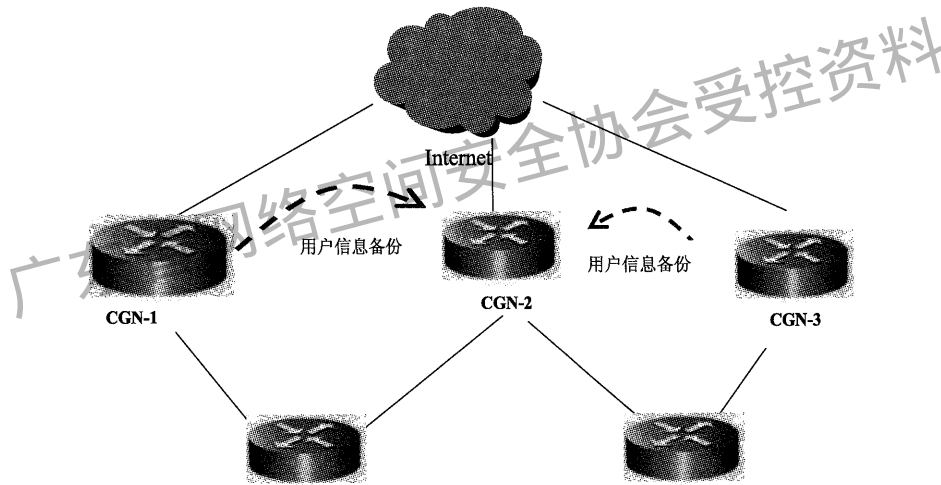 广东网络空间安全协会受控资料
Internet
用户信息备份
用户信息备份
CGN-1
CGN-2
CGN-3